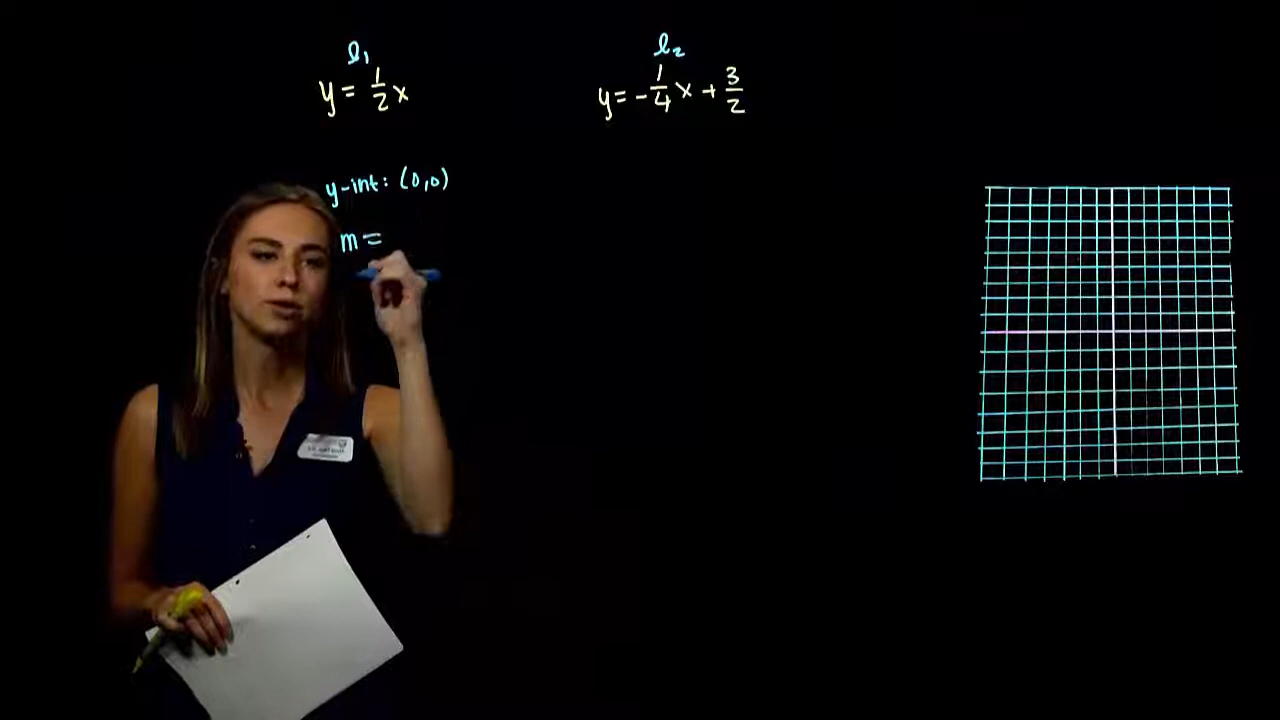 l₁
y = 1/2 x
l₂
y = -1/4 x + 3/2
y-int: (0,0)
m =